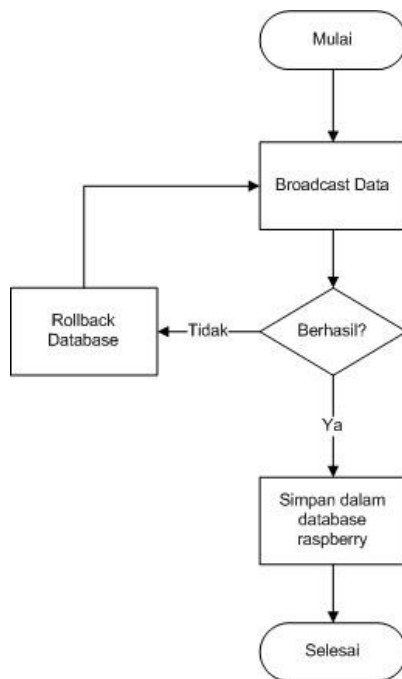 Mulai
Broadcast Data
Berhasil?
Tidak
Rollback
Database
Ya
Simpan dalam
database
raspberry
Selesai